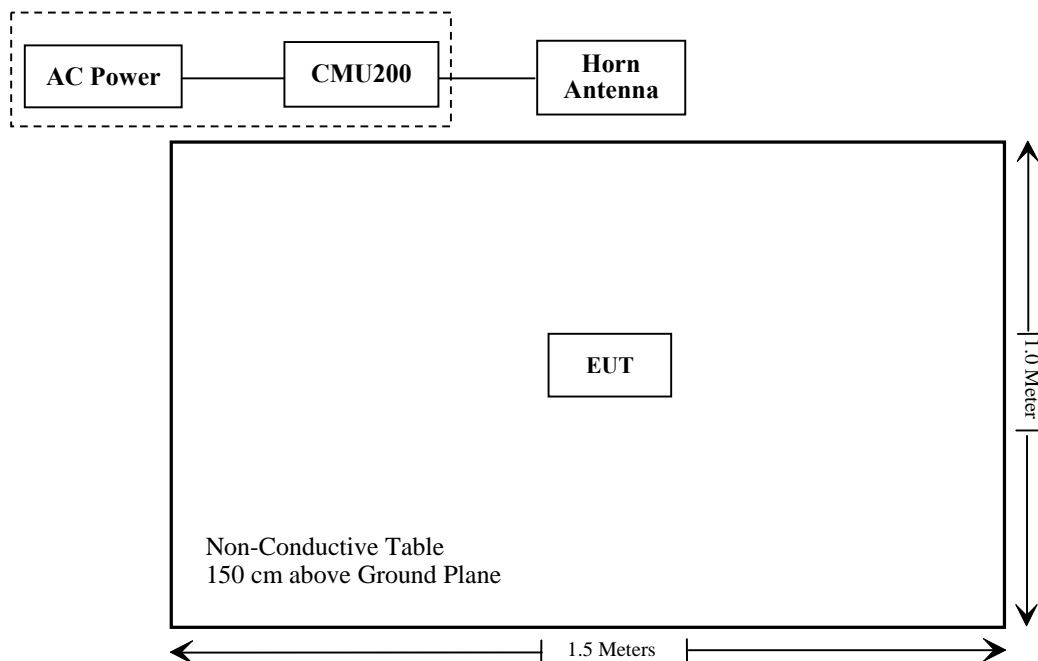 AC Power
CMU200
Horn
Antenna
EUT
1.0 Meter
Non-Conductive Table
150 cm above Ground Plane
1.5 Meters